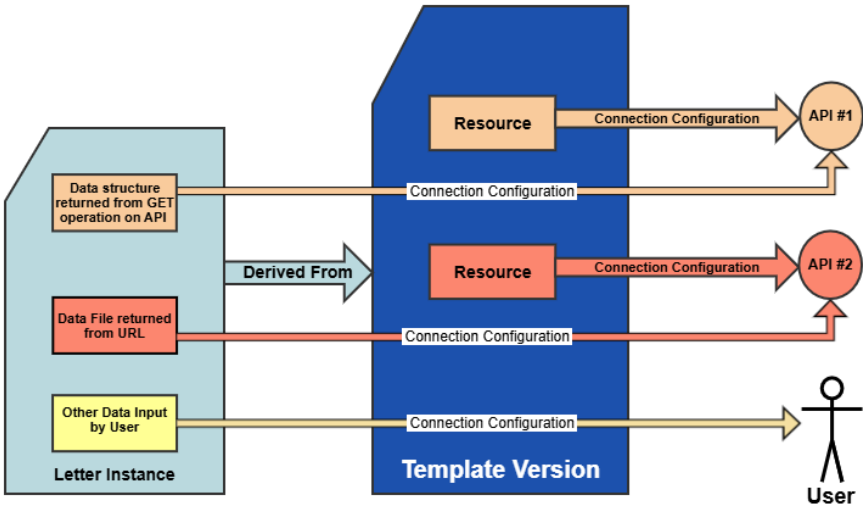 Resource
Connection Configuration
API #1
Data structure
returned from GET
operation on API
Connection Configuration
Derived From
Resource
Connection Configuration
API #2
Data File returned
from URL
Connection Configuration
Other Data Input
by User
Connection Configuration
Letter Instance
Template Version
User